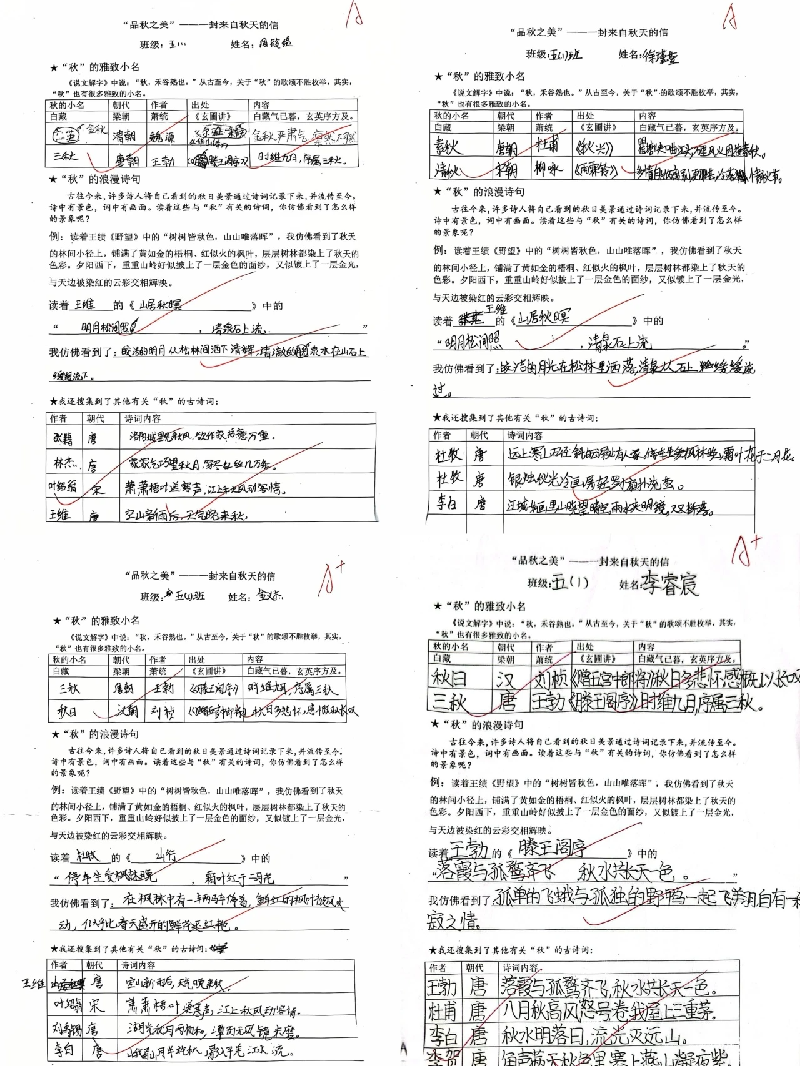 A
"品秋之美"———封来自秋天的信
班级:五(1) 姓名:
★"秋"的雅致小名
《说文解字》中说:"秋,禾谷熟也。"从古至今,关于"秋"的歌颂不胜枚举,其实,
"秋"也有很多雅致的小名。
秋的小名 朝代 作者 出处 内容
白藏 梁朝 萧统 《玄圃讲》 白藏气已暮,玄英序方及。
金秋 清朝
三秋 唐朝 王勃 时维九月,序属三秋。
★"秋"的浪漫诗句
古往今来,许多诗人将自己看到的秋日美景通过诗词记录下来,并流传至今。
诗中有景色,词中有画面。读着这些与"秋"有关的诗词,你仿佛看到了怎么样
的景象呢?
例:读着王绩《野望》中的"树树皆秋色,山山唯落晖",我仿佛看到了秋天
的林间小径上,铺满了黄如金的梧桐、红似火的枫叶,层层树林都染上了秋天的
色彩。夕阳西下,重重山岭好似披上了一层金色的面纱,又似镀上了一层金光,
与天边被染红的云彩交相辉映。
读着 王维 的《 山居秋暝 》中的
" 明月松间照 , 清泉石上流。 "
我仿佛看到了:皎洁的明月从松林间洒下清辉,清澈的泉水在山石上
缓缓流下。
★我还搜集到了其他有关"秋"的古诗词:
作者 朝代 诗词内容
张籍 唐 洛阳城里见秋风,欲作家书意万重。
林杰 唐
叶绍翁 宋 萧萧梧叶送寒声,江上秋风动客情。
王维 唐 空山新雨后,天气晚来秋。
A
"品秋之美"———封来自秋天的信
班级:五(1)班 姓名:
★"秋"的雅致小名
《说文解字》中说:"秋,禾谷熟也。"从古至今,关于"秋"的歌颂不胜枚举,其实,
"秋"也有很多雅致的小名。
秋的小名 朝代 作者 出处 内容
白藏 梁朝 萧统 《玄圃讲》 白藏气已暮,玄英序方及。
唐朝 杜甫
清秋 宋朝 柳永
★"秋"的浪漫诗句
古往今来,许多诗人将自己看到的秋日美景通过诗词记录下来,并流传至今。
诗中有景色,词中有画面。读着这些与"秋"有关的诗词,你仿佛看到了怎么样
的景象呢?
例:读着王绩《野望》中的"树树皆秋色,山山唯落晖",我仿佛看到了秋天
的林间小径上,铺满了黄如金的梧桐、红似火的枫叶,层层树林都染上了秋天的
色彩。夕阳西下,重重山岭好似披上了一层金色的面纱,又似镀上了一层金光,
与天边被染红的云彩交相辉映。
读着 王维 的《 山居秋暝 》中的
" 明月松间照 , 清泉石上流 。"
我仿佛看到了:皎洁的月光在松林里洒落,清泉从石上缓缓流
过。
★我还搜集到了其他有关"秋"的古诗词:
作者 朝代 诗词内容
杜牧 唐 远上寒山石径斜
杜牧 唐 银烛秋光冷画屏,轻罗小扇扑流萤。
李白 唐
A+
"品秋之美"———封来自秋天的信
班级:五(1)班 姓名:
★"秋"的雅致小名
《说文解字》中说:"秋,禾谷熟也。"从古至今,关于"秋"的歌颂不胜枚举,其实,
"秋"也有很多雅致的小名。
秋的小名 朝代 作者 出处 内容
白藏 梁朝 萧统 《玄圃讲》 白藏气已暮,玄英序方及。
三秋 唐朝 王勃 《滕王阁序》 时维九月,序属三秋
秋日 汉朝 刘桢 秋日多悲怀,感慨以长叹
★"秋"的浪漫诗句
古往今来,许多诗人将自己看到的秋日美景通过诗词记录下来,并流传至今。
诗中有景色,词中有画面。读着这些与"秋"有关的诗词,你仿佛看到了怎么样
的景象呢?
例:读着王绩《野望》中的"树树皆秋色,山山唯落晖",我仿佛看到了秋天
的林间小径上,铺满了黄如金的梧桐、红似火的枫叶,层层树林都染上了秋天的
色彩。夕阳西下,重重山岭好似披上了一层金色的面纱,又似镀上了一层金光,
与天边被染红的云彩交相辉映。
读着 杜牧 的《 山行 》中的
" 停车坐爱枫林晚 , 霜叶红于二月花 "
我仿佛看到了:在枫林中有一辆马车停着,鲜红的枫叶
动,
★我还搜集到了其他有关"秋"的古诗词:
作者 朝代 诗词内容
王维 唐 空山新雨后,天气晚来秋。
叶绍翁 宋 萧萧梧叶送寒声,江上秋风动客情。
刘禹锡 唐 湖光秋月两相和,潭面无风镜未磨。
李白 唐 峨眉山月半轮秋,影入平羌江水流。
A+
"品秋之美"———封来自秋天的信
班级:五(1) 姓名:李睿宸
★"秋"的雅致小名
《说文解字》中说:"秋,禾谷熟也。"从古至今,关于"秋"的歌颂不胜枚举,其实,
"秋"也有很多雅致的小名。
秋的小名 朝代 作者 出处 内容
白藏 梁朝 萧统 《玄圃讲》 白藏气已暮,玄英序方及。
秋日 汉 刘桢 秋日多悲怀,感慨以长叹
三秋 唐 王勃 《滕王阁序》 时维九月,序属三秋。
★"秋"的浪漫诗句
古往今来,许多诗人将自己看到的秋日美景通过诗词记录下来,并流传至今。
诗中有景色,词中有画面。读着这些与"秋"有关的诗词,你仿佛看到了怎么样
的景象呢?
例:读着王绩《野望》中的"树树皆秋色,山山唯落晖",我仿佛看到了秋天
的林间小径上,铺满了黄如金的梧桐、红似火的枫叶,层层树林都染上了秋天的
色彩。夕阳西下,重重山岭好似披上了一层金色的面纱,又似镀上了一层金光,
与天边被染红的云彩交相辉映。
读着 王勃 的《 滕王阁序 》中的
"落霞与孤鹜齐飞 秋水共长天一色。"
我仿佛看到了:孤单的飞蛾与孤独的野鸭一起飞
寂之情。
★我还搜集到了其他有关"秋"的古诗词:
作者 朝代 诗词内容
王勃 唐 落霞与孤鹜齐飞,秋水共长天一色。
杜甫 唐 八月秋高风怒号,卷我屋上三重茅。
李白 唐 秋水明落日,流光灭远山。
李贺 唐 角声满天秋色里,塞上燕